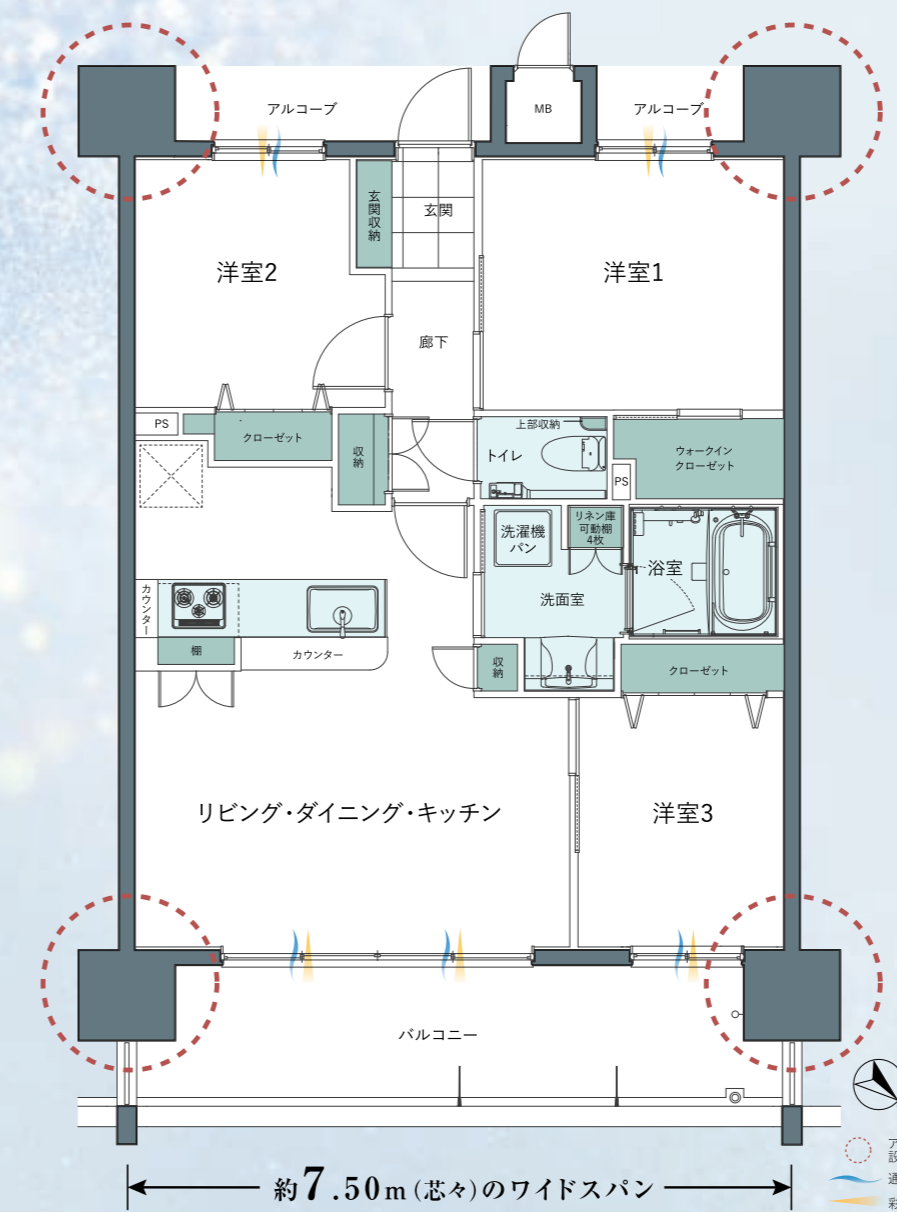 アルコーブ
MB
アルコーブ
玄関収納
玄関
洋室2
洋室1
廊下
PS
クローゼット
収納
上部収納
トイレ
PS
ウォークイン
クローゼット
洗濯機
パン
リネン庫
可動棚
4枚
浴室
洗面室
カウンター
棚
カウンター
収納
クローゼット
リビング・ダイニング・キッチン
洋室3
バルコニー
約7.50m(芯々)のワイドスパン